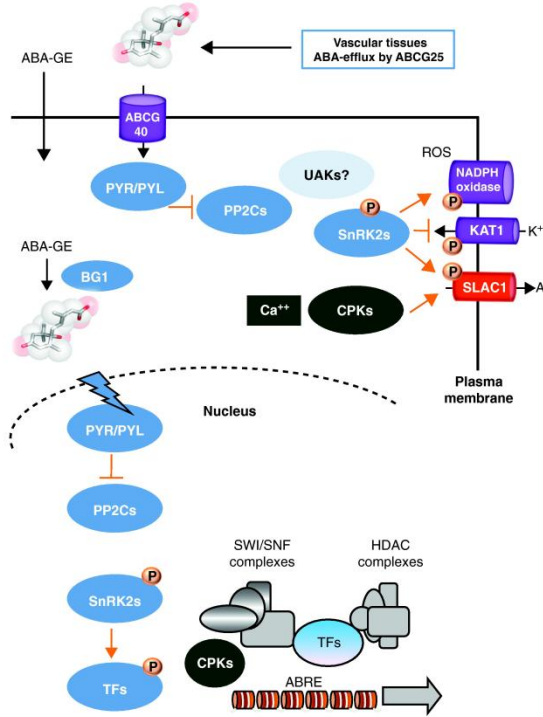 Vascular tissues
ABA-efflux by ABCG25
ABA-GE
ABCG
40
ROS
NADPH
oxidase
P
PYR/PYL
UAKs?
PP2Cs
P
SnRK2s
KAT1
K+
P
P
SLAC1
A
ABA-GE
BG1
Ca++
CPKs
Plasma
membrane
Nucleus
PYR/PYL
PP2Cs
SWI/SNF
complexes
HDAC
complexes
P
SnRK2s
TFs
CPKs
P
TFs
ABRE